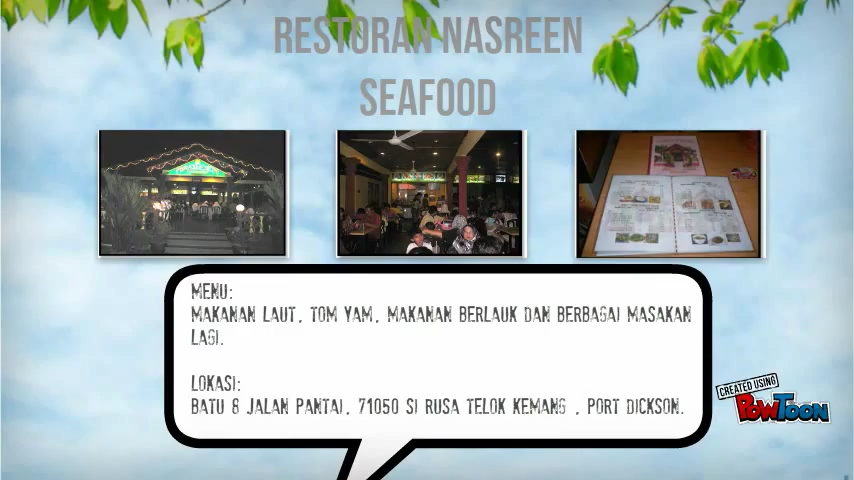 RESTORAN NASREEN
SEAFOOD
MENU:
MAKANAN LAUT, TOM YAM, MAKANAN BERLAUK DAN BERBAGAI MASAKAN
LAGI.
LOKASI:
BATU 8 JALAN PANTAI, 71050 SI RUSA TELOK KEMANG , PORT DICKSON.
CREATED USING
POWTOON